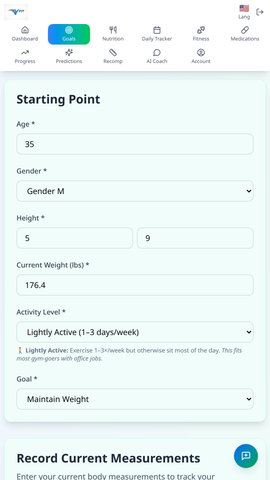 Lang
Dashboard
Goals
Nutrition
Daily Tracker
Fitness
Medications
Progress
Predictions
Recomp
AI Coach
Account
Starting Point
Age *
35
Gender *
Gender M
Height *
5 9
Current Weight (lbs) *
176.4
Activity Level *
Lightly Active (1–3 days/week)
Lightly Active: Exercise 1–3×/week but otherwise sit most of the day. This fits
most gym-goers with office jobs.
Goal *
Maintain Weight
Record Current Measurements
Enter your current body measurements to track your